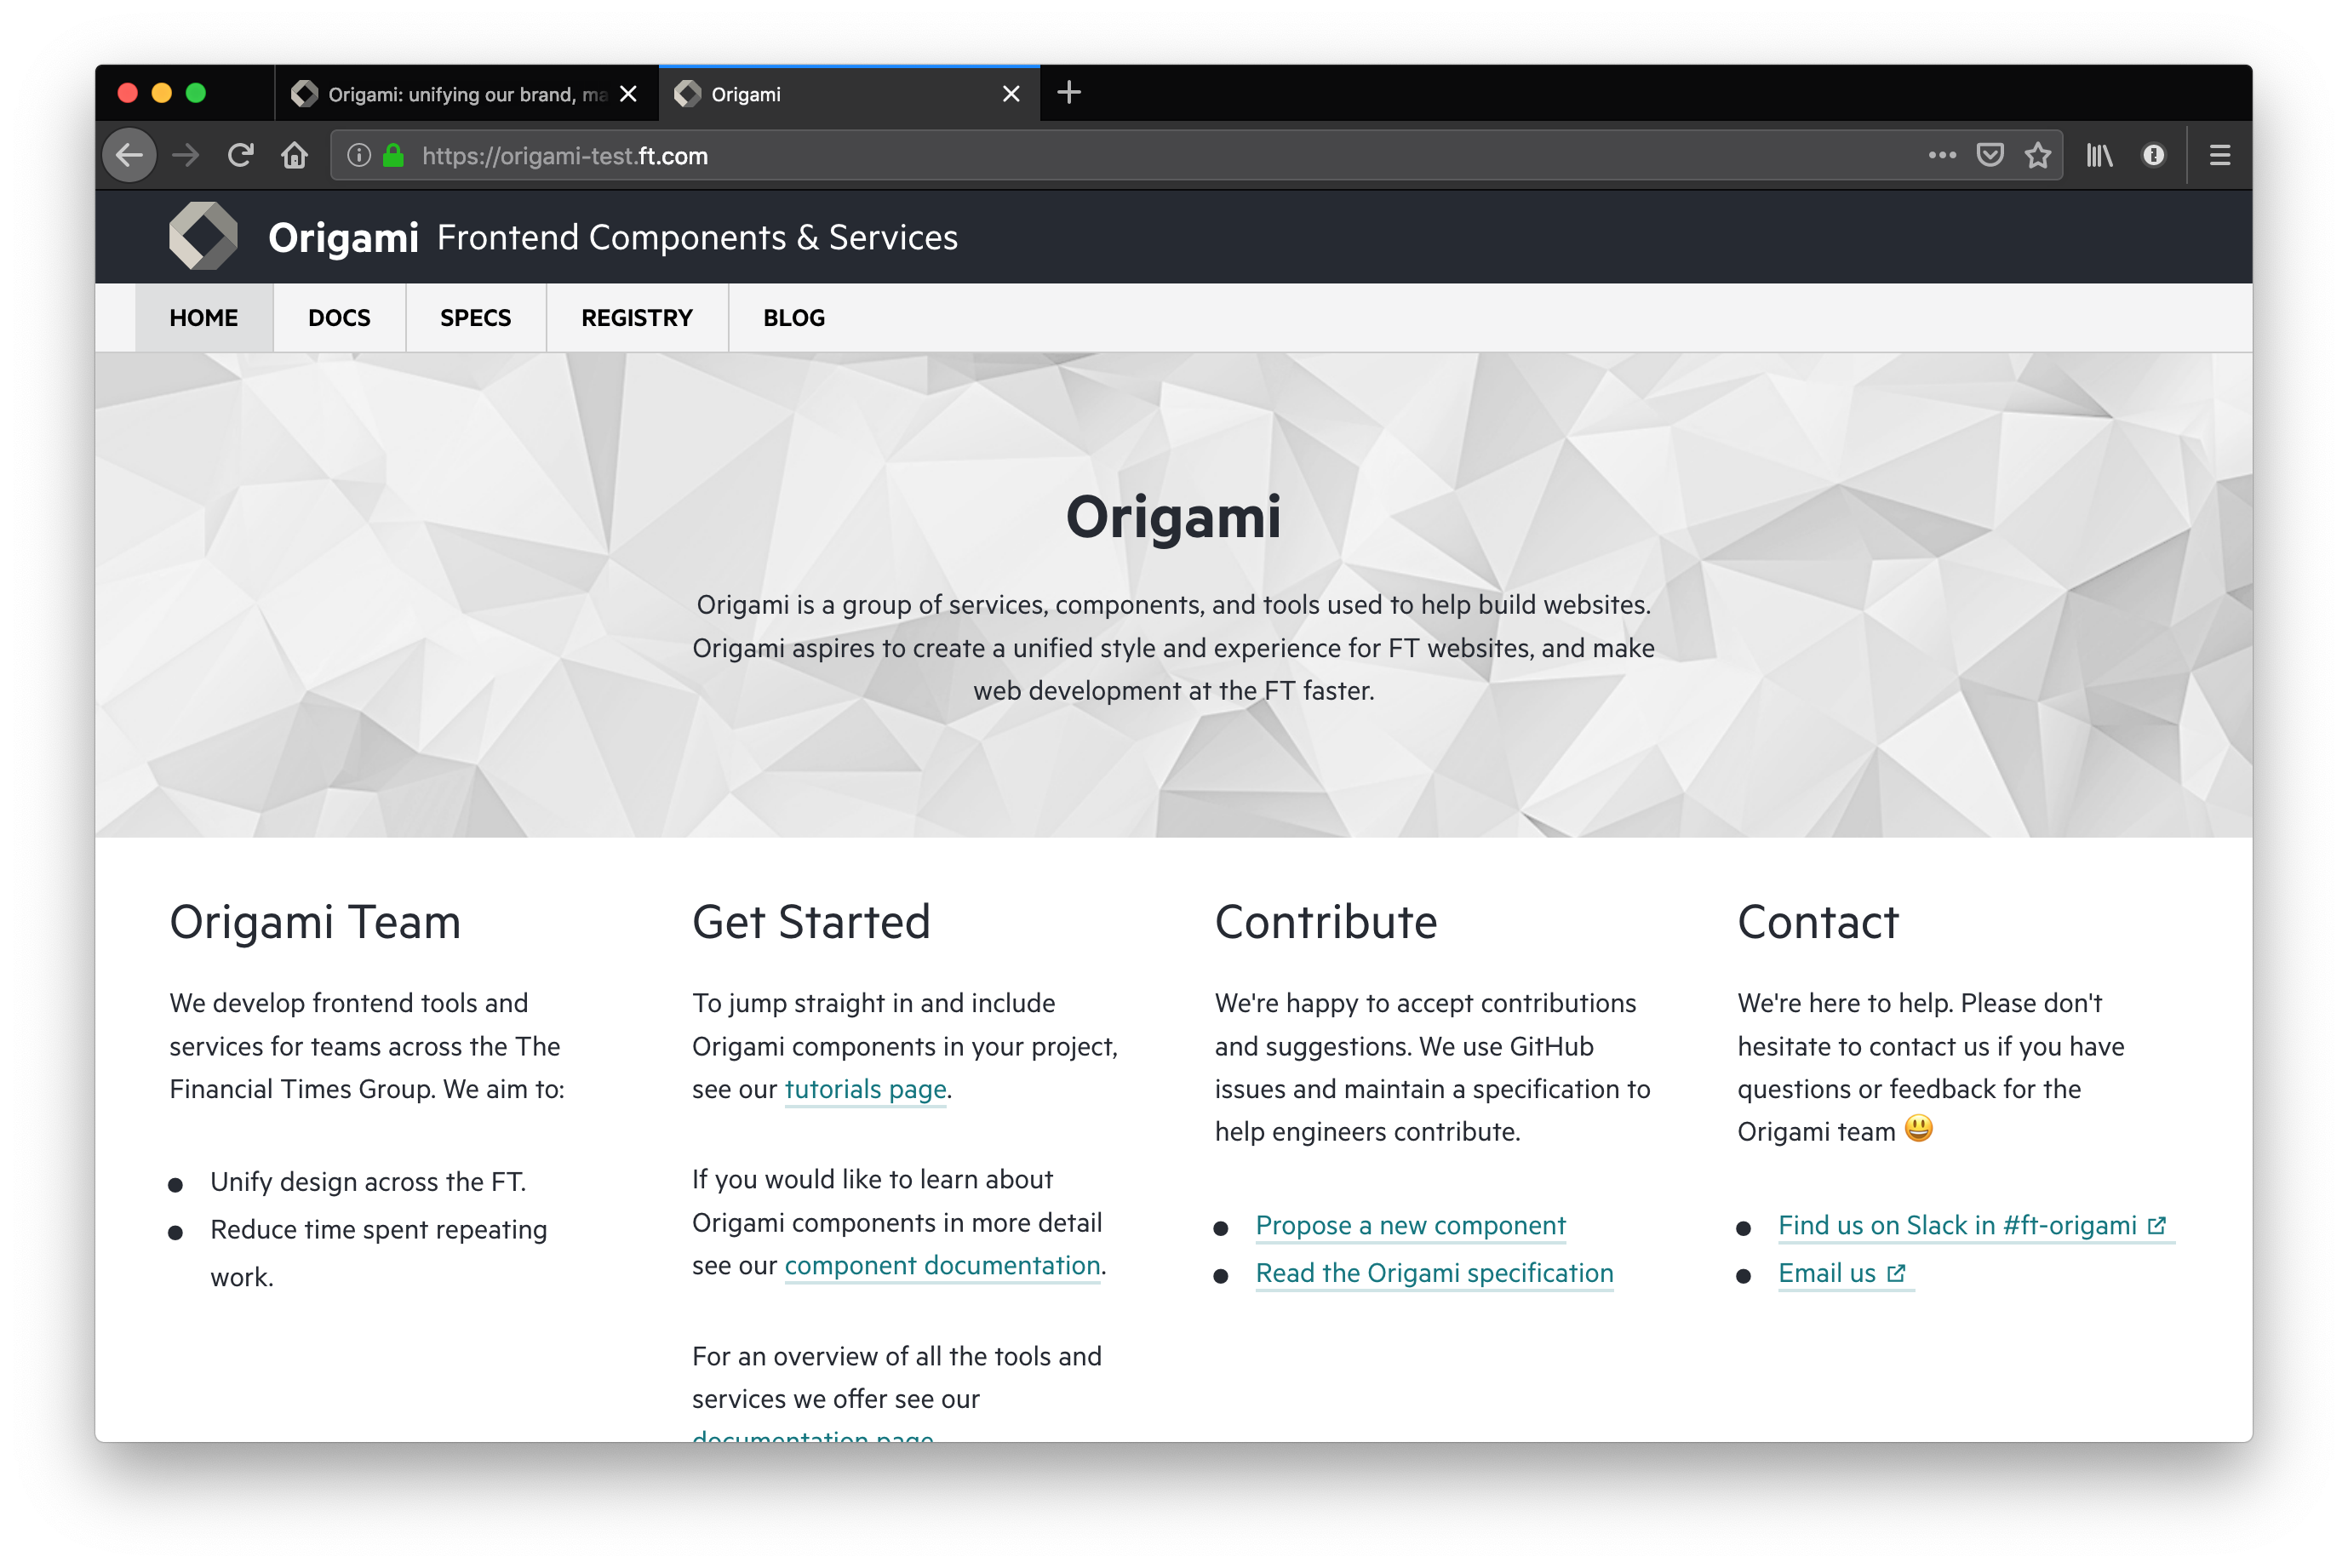 Origami: unifying our brand, ma
Origami
https://origami-test.ft.com
Origami Frontend Components & Services
HOME DOCS SPECS REGISTRY BLOG
Origami
Origami is a group of services, components, and tools used to help build websites.
Origami aspires to create a unified style and experience for FT websites, and make
web development at the FT faster.
Origami Team
We develop frontend tools and
services for teams across the The
Financial Times Group. We aim to:
Unify design across the FT.
Reduce time spent repeating
work.
Get Started
To jump straight in and include
Origami components in your project,
see our tutorials page.
If you would like to learn about
Origami components in more detail
see our component documentation.
For an overview of all the tools and
services we offer see our
documentation page
Contribute
We're happy to accept contributions
and suggestions. We use GitHub
issues and maintain a specification to
help engineers contribute.
Propose a new component
Read the Origami specification
Contact
We're here to help. Please don't
hesitate to contact us if you have
questions or feedback for the
Origami team 😃
Find us on Slack in #ft-origami
Email us